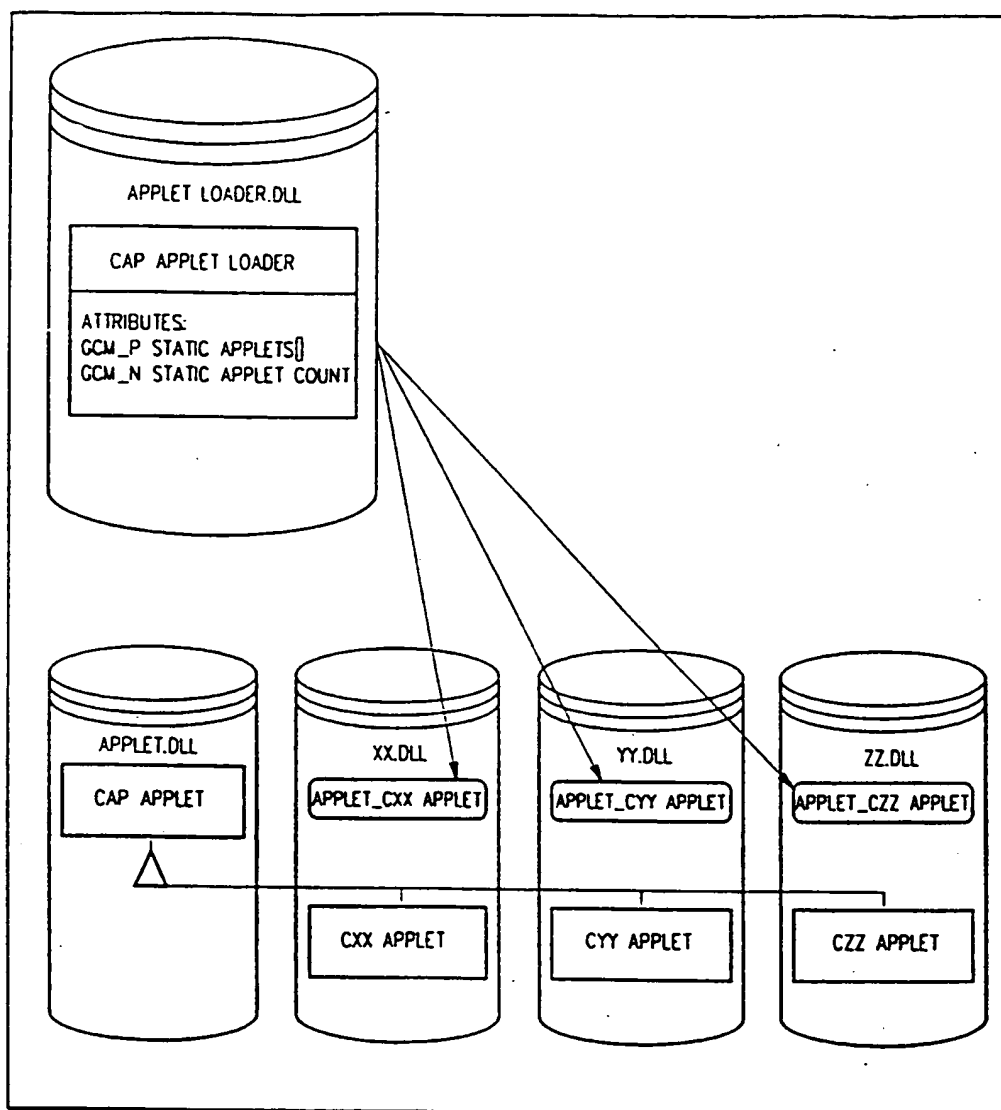 APPLET LOADER.DLL
CAP APPLET LOADER
ATTRIBUTES:
GCM_P STATIC APPLETS[]
GCM_N STATIC APPLET COUNT
APPLET.DLL
CAP APPLET
XX.DLL
APPLET_CXX APPLET
CXX APPLET
YY.DLL
APPLET_CYY APPLET
CYY APPLET
ZZ.DLL
APPLET_CZZ APPLET
CZZ APPLET